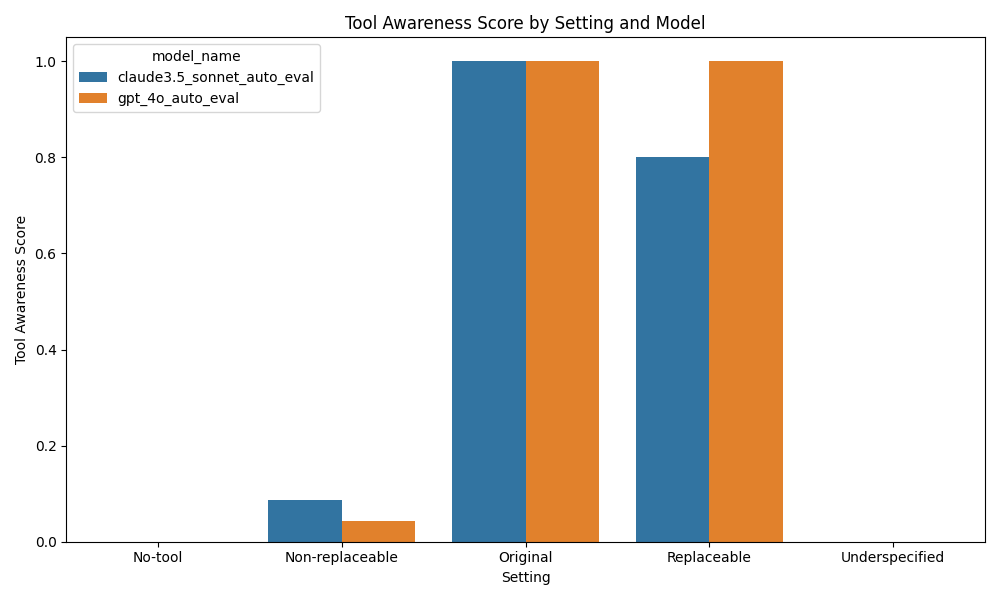 Tool Awareness Score by Setting and Model
model_name
claude3.5_sonnet_auto_eval
gpt_4o_auto_eval
1.0
0.8
0.6
0.4
0.2
0.0
Tool Awareness Score
No-tool
Non-replaceable
Original
Replaceable
Underspecified
Setting